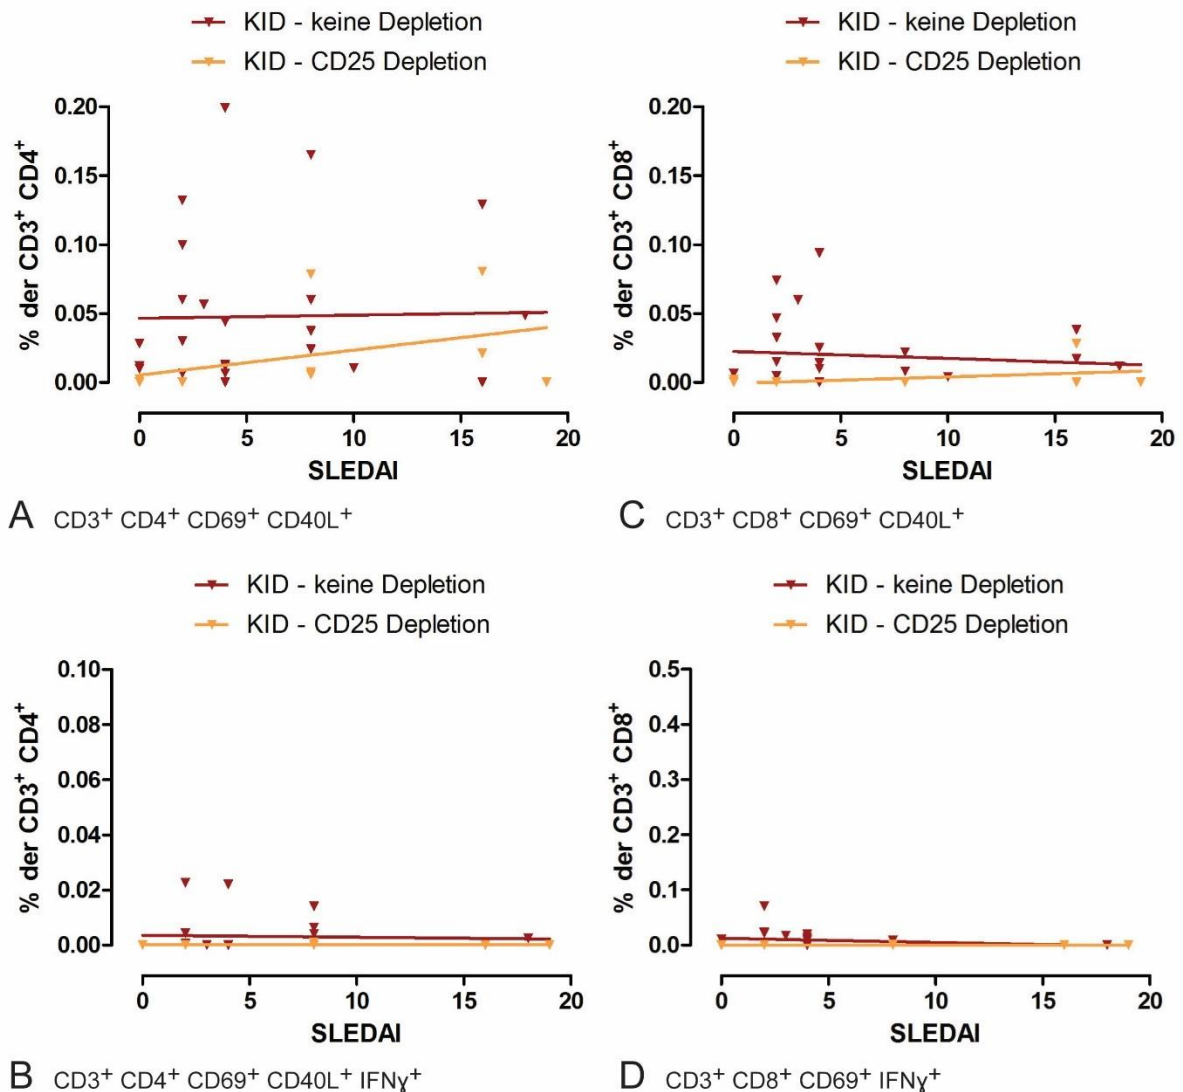 KID - keine Depletion
KID - CD25 Depletion
0.20
0.15
0.10
0.05
0.00
% der CD3⁺ CD4⁺
0 5 10 15 20
SLEDAI
A CD3⁺ CD4⁺ CD69⁺ CD40L⁺
KID - keine Depletion
KID - CD25 Depletion
0.20
0.15
0.10
0.05
0.00
% der CD3⁺ CD8⁺
0 5 10 15 20
SLEDAI
C CD3⁺ CD8⁺ CD69⁺ CD40L⁺
KID - keine Depletion
KID - CD25 Depletion
0.10
0.08
0.06
0.04
0.02
0.00
% der CD3⁺ CD4⁺
0 5 10 15 20
SLEDAI
B CD3⁺ CD4⁺ CD69⁺ CD40L⁺ IFNγ⁺
KID - keine Depletion
KID - CD25 Depletion
0.5
0.4
0.3
0.2
0.1
0.0
% der CD3⁺ CD8⁺
0 5 10 15 20
SLEDAI
D CD3⁺ CD8⁺ CD69⁺ IFNγ⁺